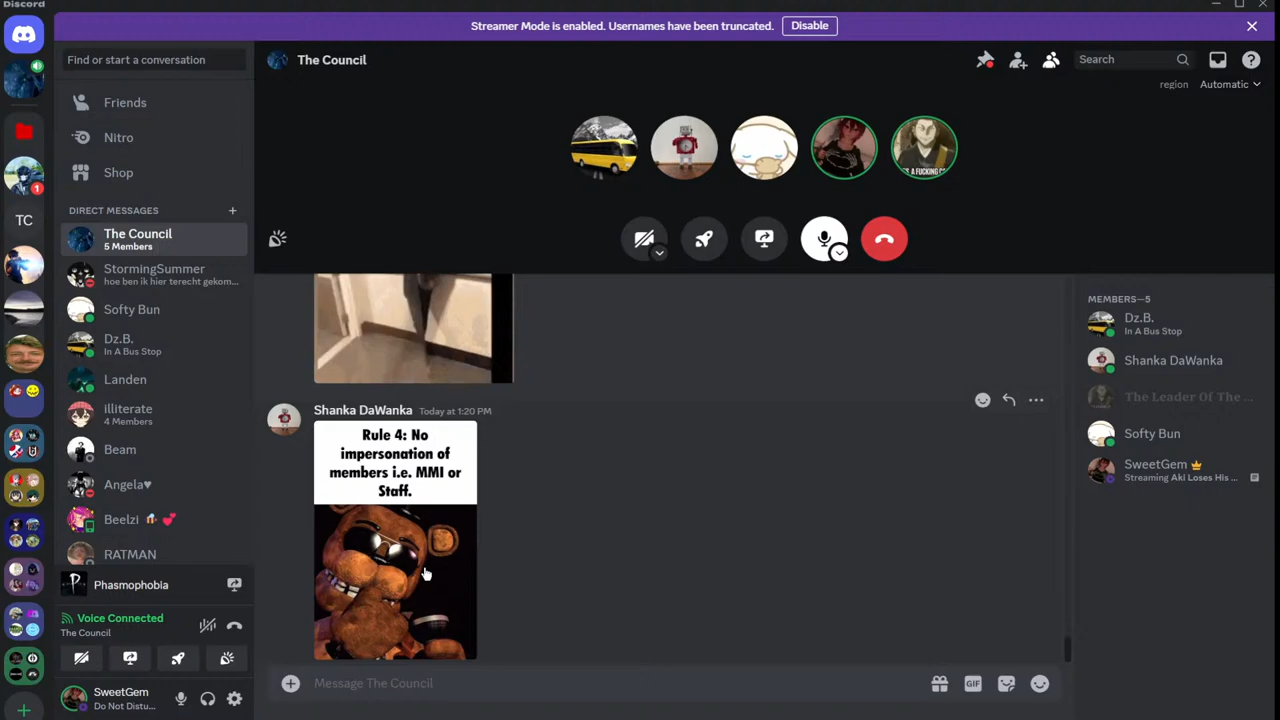 Discord
Streamer Mode is enabled. Usernames have been truncated.
Disable
Find or start a conversation
The Council
Search
region
Automatic
Friends
Nitro
Shop
1
TC
DIRECT MESSAGES
The Council
5 Members
StormingSummer
hoe ben ik hier terecht gekom...
Softy Bun
Dz.B.
In A Bus Stop
Landen
illiterate
4 Members
Beam
Angela♥
Beelzi
RATMAN
Phasmophobia
Voice Connected
The Council
SweetGem
Do Not Distu...
Shanka DaWanka Today at 1:20 PM
Rule 4: No
impersonation of
members i.e. MMI or
Staff.
Message The Council
GIF
MEMBERS—5
Dz.B.
In A Bus Stop
Shanka DaWanka
The Leader Of The ...
Softy Bun
SweetGem
Streaming Aki Loses His ...